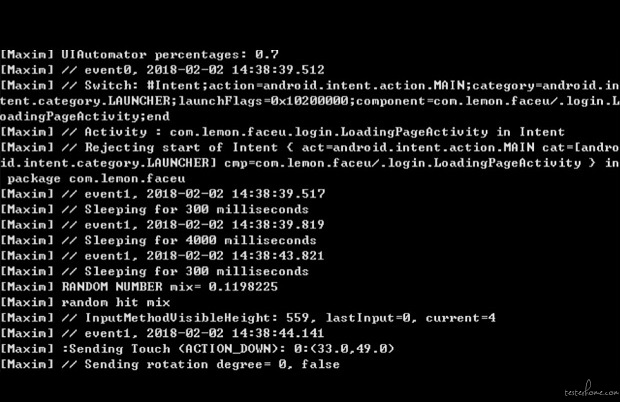 [Maxim] UIAutomator percentages: 0.7
[Maxim] // event0, 2018-02-02 14:38:39.512
[Maxim] // Switch: #Intent;action=android.intent.action.MAIN;category=android.in
tent.category.LAUNCHER;launchFlags=0x10200000;component=com.lemon.faceu/.login.L
oadingPageActivity;end
[Maxim] // Activity : com.lemon.faceu.login.LoadingPageActivity in Intent
[Maxim] // Rejecting start of Intent { act=android.intent.action.MAIN cat=[andro
id.intent.category.LAUNCHER] cmp=com.lemon.faceu/.login.LoadingPageActivity } in
 package com.lemon.faceu
[Maxim] // event1, 2018-02-02 14:38:39.517
[Maxim] // Sleeping for 300 milliseconds
[Maxim] // event1, 2018-02-02 14:38:39.819
[Maxim] // Sleeping for 4000 milliseconds
[Maxim] // event1, 2018-02-02 14:38:43.821
[Maxim] // Sleeping for 300 milliseconds
[Maxim] RANDOM NUMBER mix= 0.1198225
[Maxim] random hit mix
[Maxim] // InputMethodVisibleHeight: 559, lastInput=0, current=4
[Maxim] // event1, 2018-02-02 14:38:44.141
[Maxim] :Sending Touch (ACTION_DOWN): 0:(33.0,49.0)
[Maxim] // Sending rotation degree= 0, false
testerhome.com